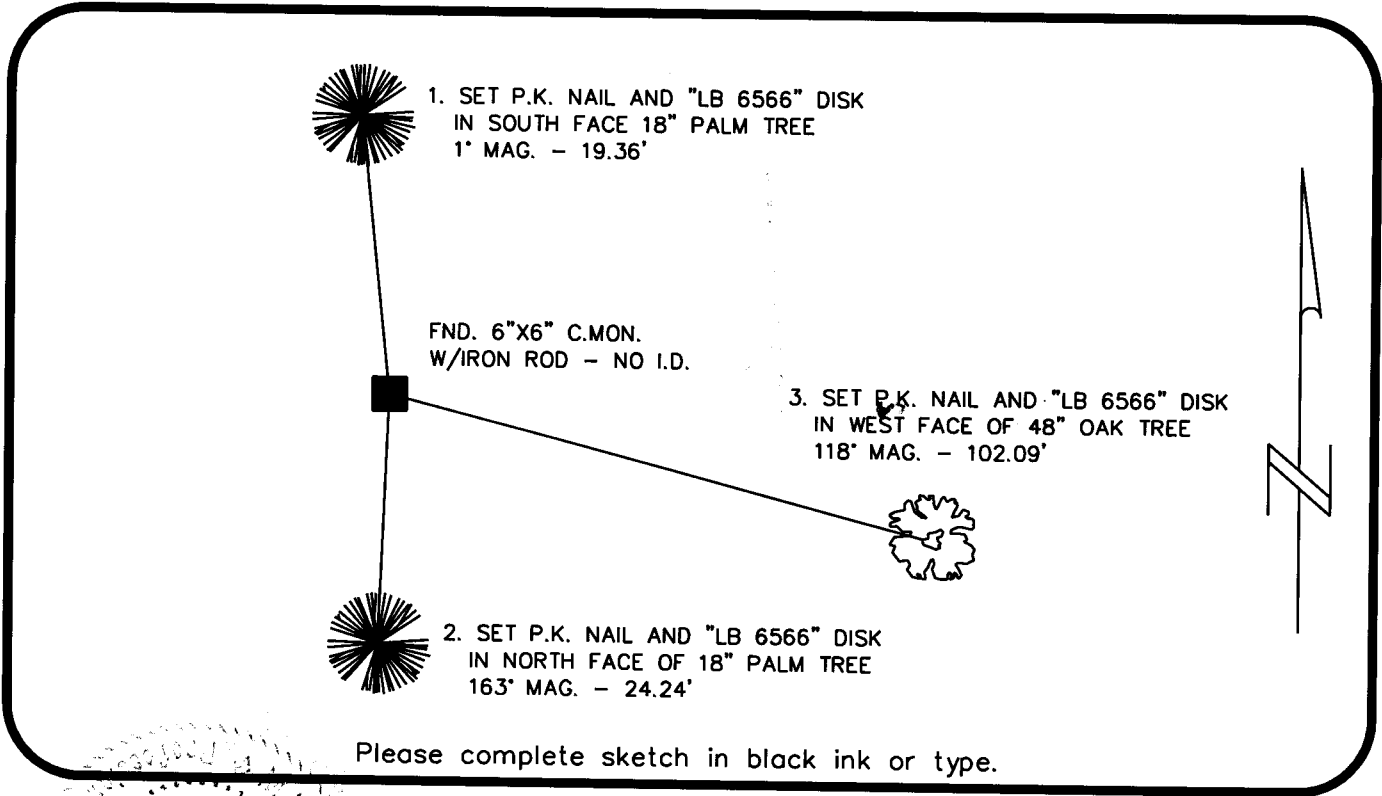 1. SET P.K. NAIL AND "LB 6566" DISK
IN SOUTH FACE 18" PALM TREE
1° MAG. – 19.36'
FND. 6"X6" C.MON.
W/IRON ROD – NO I.D.
3. SET P.K. NAIL AND "LB 6566" DISK
IN WEST FACE OF 48" OAK TREE
118° MAG. – 102.09'
N
2. SET P.K. NAIL AND "LB 6566" DISK
IN NORTH FACE OF 18" PALM TREE
163° MAG. – 24.24'
Please complete sketch in black ink or type.